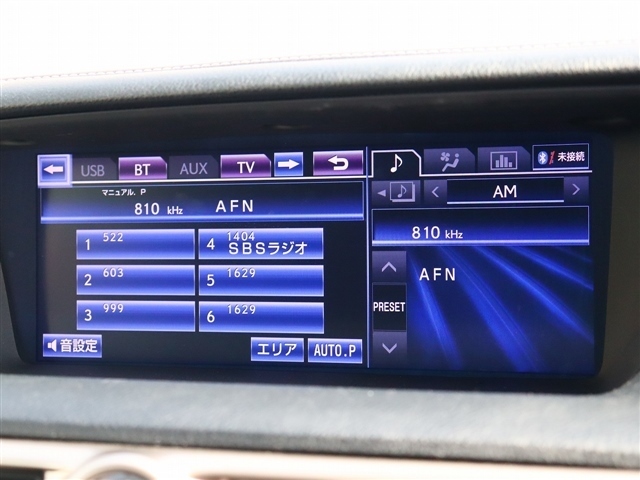 USB BT AUX TV
未接続
マニュアル. P
810 kHz AFN
AM
1 522
4 1404 SBSラジオ
2 603
5 1629
3 999
6 1629
音設定
エリア AUTO.P
810 kHz
AFN
PRESET